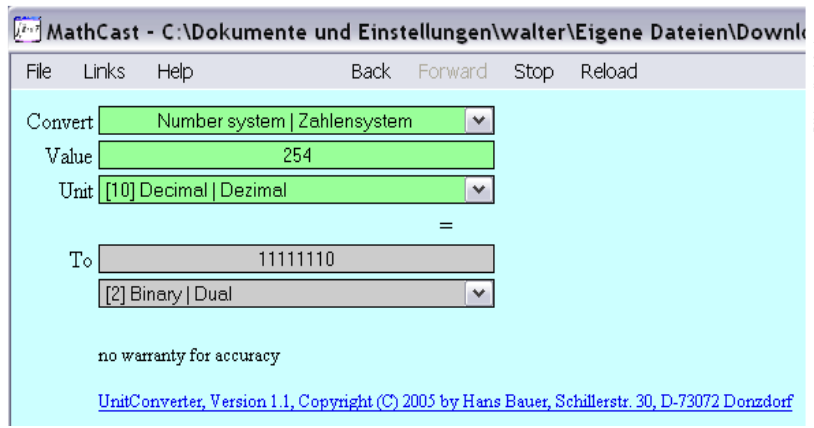 MathCast - C:\Dokumente und Einstellungen\walter\Eigene Dateien\Downl
File Links Help Back Forward Stop Reload
Convert Number system | Zahlensystem
Value 254
Unit [10] Decimal | Dezimal
=
To 11111110
[2] Binary | Dual
no warranty for accuracy
UnitConverter, Version 1.1, Copyright (C) 2005 by Hans Bauer, Schillerstr. 30, D-73072 Donzdorf